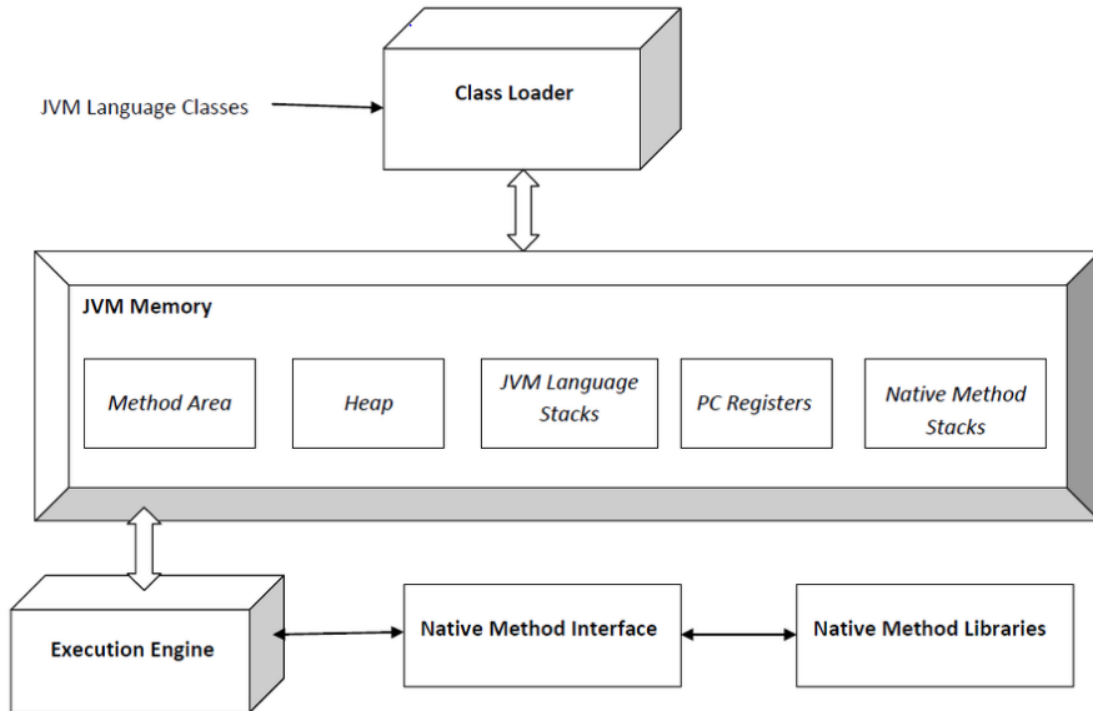 Class Loader
JVM Language Classes
JVM Memory
Method Area
Heap
JVM Language
Stacks
PC Registers
Native Method
Stacks
Execution Engine
Native Method Interface
Native Method Libraries